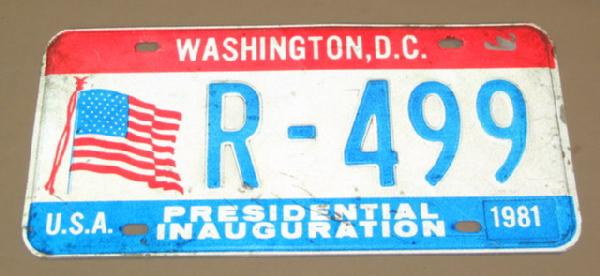 WASHINGTON, D.C.
R-499
U.S.A. PRESIDENTIAL INAUGURATION 1981